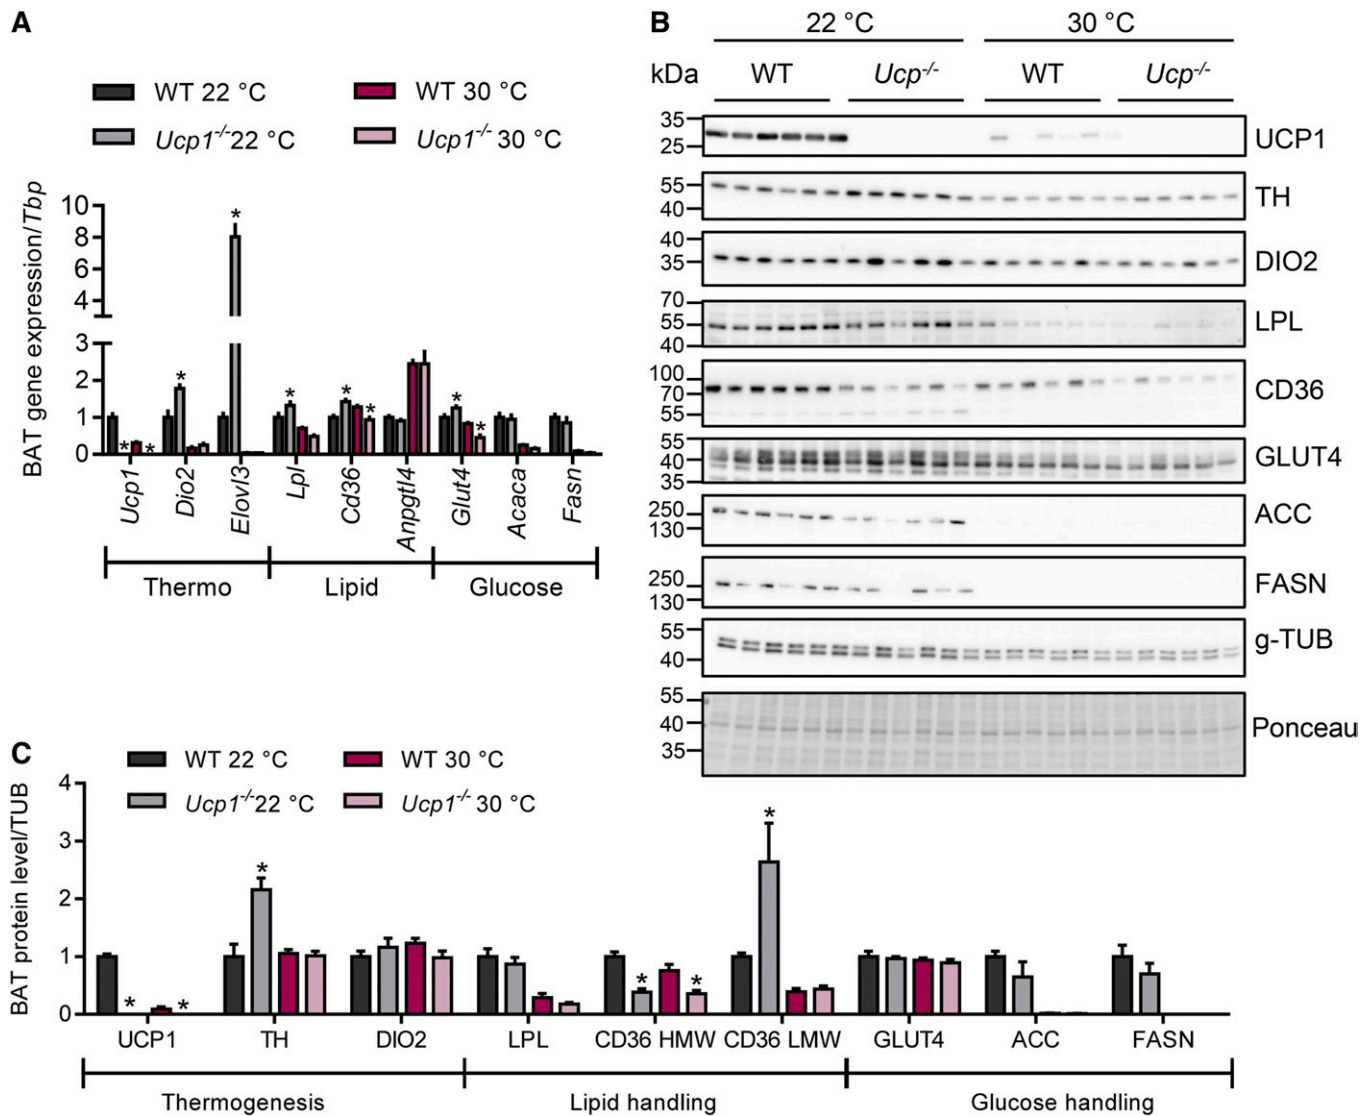 A
WT 22 °C
WT 30 °C
Ucp1-/-22 °C
Ucp1-/- 30 °C
BAT gene expression/Tbp
10
8
6
4
3
2
1
0
* * * * * * * * *
Ucp1 Dio2 Elovl3 Lpl Cd36 Anpgtl4 Glut4 Acaca Fasn
Thermo Lipid Glucose
B
22 °C 30 °C
kDa WT Ucp-/- WT Ucp-/-
35
25
UCP1
55
40
TH
40
35
DIO2
70
55
40
LPL
100
70
55
CD36
55
40
35
GLUT4
250
130
ACC
250
130
FASN
55
40
g-TUB
55
40
35
Ponceau
C
WT 22 °C
WT 30 °C
Ucp1-/-22 °C
Ucp1-/- 30 °C
BAT protein level/TUB
4
3
2
1
0
* * * * * *
UCP1 TH DIO2 LPL CD36 HMW CD36 LMW GLUT4 ACC FASN
Thermogenesis Lipid handling Glucose handling